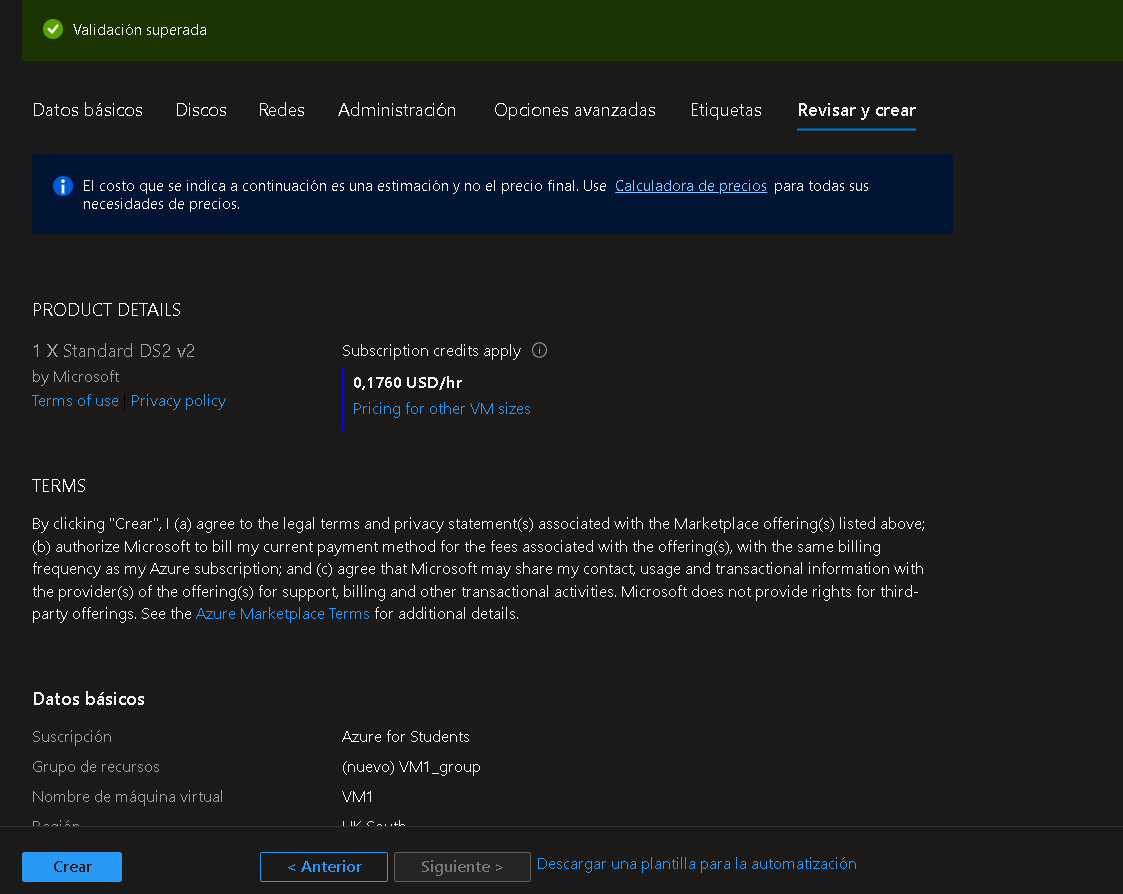 Validación superada
Datos básicos Discos Redes Administración Opciones avanzadas Etiquetas Revisar y crear
El costo que se indica a continuación es una estimación y no el precio final. Use Calculadora de precios para todas sus
necesidades de precios.
PRODUCT DETAILS
1 X Standard DS2 v2
by Microsoft
Terms of use | Privacy policy
Subscription credits apply
0,1760 USD/hr
Pricing for other VM sizes
TERMS
By clicking "Crear", I (a) agree to the legal terms and privacy statement(s) associated with the Marketplace offering(s) listed above;
(b) authorize Microsoft to bill my current payment method for the fees associated with the offering(s), with the same billing
frequency as my Azure subscription; and (c) agree that Microsoft may share my contact, usage and transactional information with
the provider(s) of the offering(s) for support, billing and other transactional activities. Microsoft does not provide rights for third-
party offerings. See the Azure Marketplace Terms for additional details.
Datos básicos
Suscripción Azure for Students
Grupo de recursos (nuevo) VM1_group
Nombre de máquina virtual VM1
Región UK South
Crear < Anterior Siguiente > Descargar una plantilla para la automatización